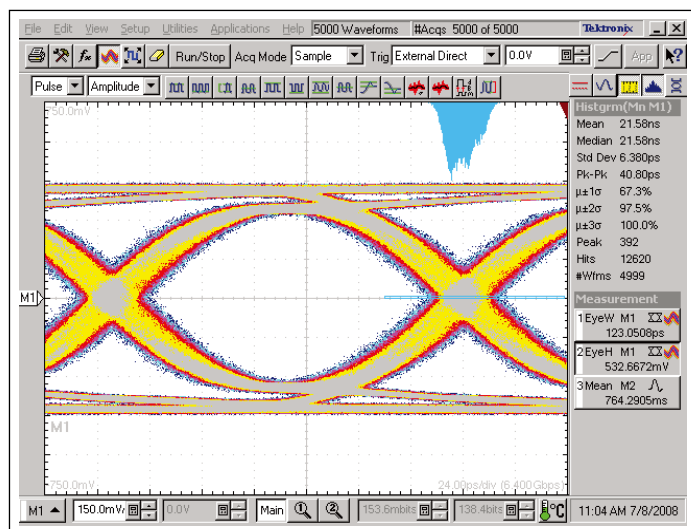 File Edit View Setup Utilities Applications Help 5000 Waveforms #Acqs 5000 of 5000 Tektronix
Run/Stop Acq Mode Sample Trig External Direct 0.0V App
Pulse Amplitude
750.0mV
Histgrm(Mn M1)
Mean 21.58ns
Median 21.58ns
Std Dev 6.380ps
Pk-Pk 40.80ps
µ±1σ 67.3%
µ±2σ 97.5%
µ±3σ 100.0%
Peak 392
Hits 12620
#Wfms 4999
M1
Measurement
1 EyeW M1
123.0508ps
2 EyeH M1
532.6672mV
3 Mean M2
764.2905ms
M1
750.0mV
24.00ps/div (6.400Gbps)
M1 150.0mV/ 0.0V Main 1 2 153.6mbits 138.4bits °C 11:04 AM 7/8/2008